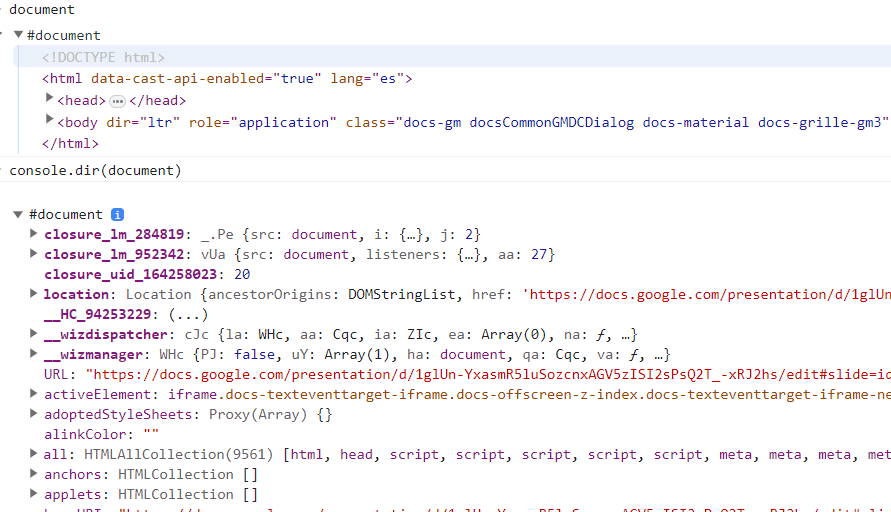 document
#document
<!DOCTYPE html>
<html data-cast-api-enabled="true" lang="es">
<head> ••• </head>
<body dir="ltr" role="application" class="docs-gm docsCommonGMDCDialog docs-material docs-grille-gm3"
</html>
console.dir(document)
#document i
closure_lm_284819: _.Pe {src: document, i: {…}, j: 2}
closure_lm_952342: vUa {src: document, listeners: {…}, aa: 27}
closure_uid_164258023: 20
location: Location {ancestorOrigins: DOMStringList, href: 'https://docs.google.com/presentation/d/1glUn
__HC_94253229: (...)
__wizdispatcher: cJc {la: WHc, aa: Cqc, ia: ZIc, ea: Array(0), na: ƒ, …}
__wizmanager: WHc {PJ: false, uY: Array(1), ha: document, qa: Cqc, va: ƒ, …}
URL: "https://docs.google.com/presentation/d/1glUn-YxasmR5luSozcnxAGV5zISI2sPsQ2T_-xRJ2hs/edit#slide=id
activeElement: iframe.docs-texteventtarget-iframe.docs-offscreen-z-index.docs-texteventtarget-iframe-ne
adoptedStyleSheets: Proxy(Array) {}
alinkColor: ""
all: HTMLAllCollection(9561) [html, head, script, script, script, script, script, meta, meta, meta, met
anchors: HTMLCollection []
applets: HTMLCollection []